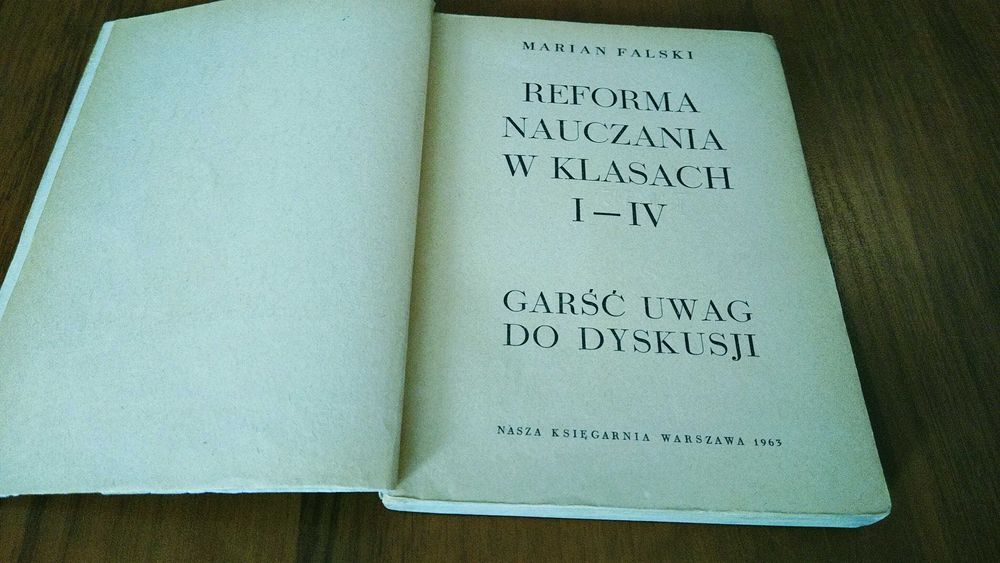 MARIAN FALSKI
REFORMA
NAUCZANIA
W KLASACH
I — IV
GARŚĆ UWAG
DO DYSKUSJI
NASZA KSIĘGARNIA WARSZAWA 1963